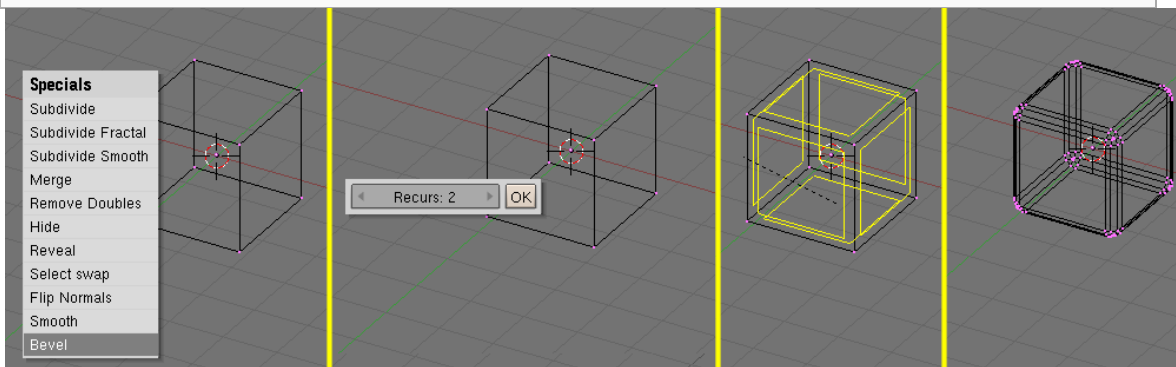 Specials
Subdivide
Subdivide Fractal
Subdivide Smooth
Merge
Remove Doubles
Hide
Reveal
Select swap
Flip Normals
Smooth
Bevel
Recurs: 2 OK